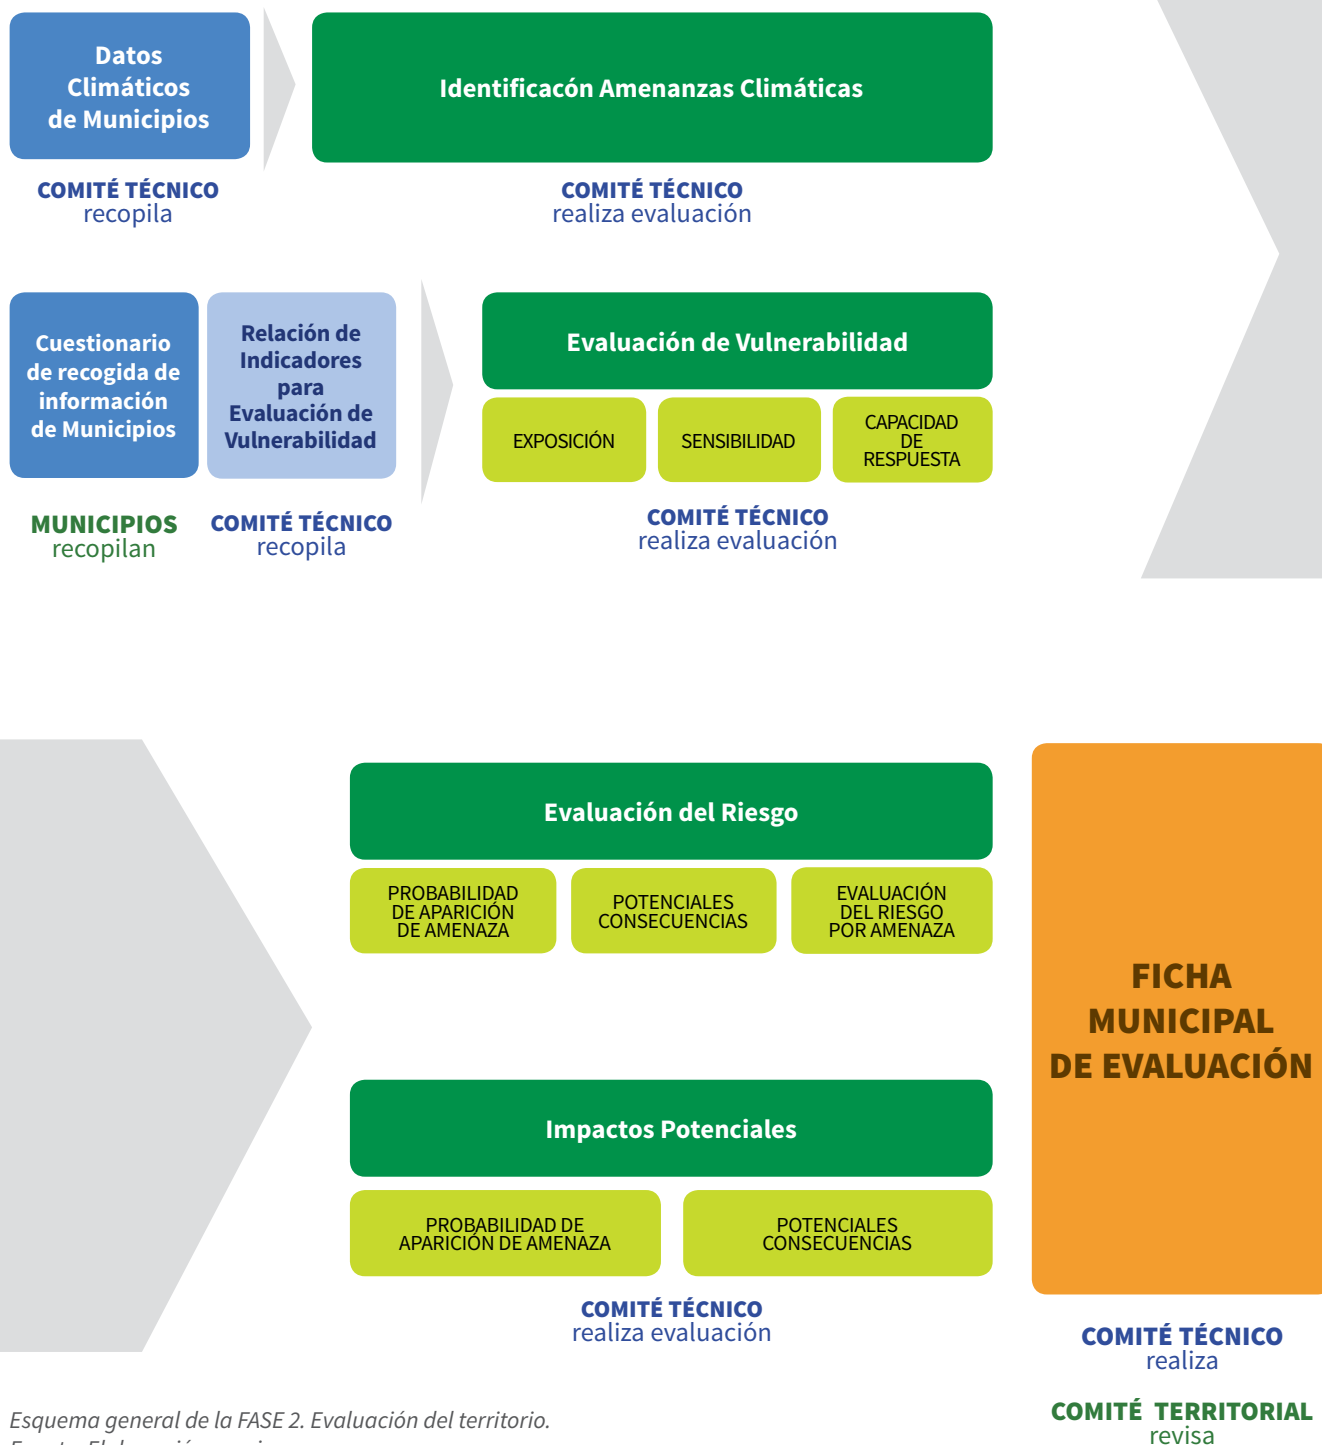 Datos
Climáticos
de Municipios
Identificacón Amenanzas Climáticas
COMITÉ TÉCNICO
recopila
COMITÉ TÉCNICO
realiza evaluación
Cuestionario
de recogida de
información
de Municipios
Relación de
Indicadores
para
Evaluación de
Vulnerabilidad
Evaluación de Vulnerabilidad
EXPOSICIÓN
SENSIBILIDAD
CAPACIDAD
DE
RESPUESTA
MUNICIPIOS
recopilan
COMITÉ TÉCNICO
recopila
COMITÉ TÉCNICO
realiza evaluación
Evaluación del Riesgo
PROBABILIDAD
DE APARICIÓN
DE AMENAZA
POTENCIALES
CONSECUENCIAS
EVALUACIÓN
DEL RIESGO
POR AMENAZA
Impactos Potenciales
PROBABILIDAD DE
APARICIÓN DE AMENAZA
POTENCIALES
CONSECUENCIAS
COMITÉ TÉCNICO
realiza evaluación
FICHA
MUNICIPAL
DE EVALUACIÓN
COMITÉ TÉCNICO
realiza
COMITÉ TERRITORIAL
revisa
Esquema general de la FASE 2. Evaluación del territorio.